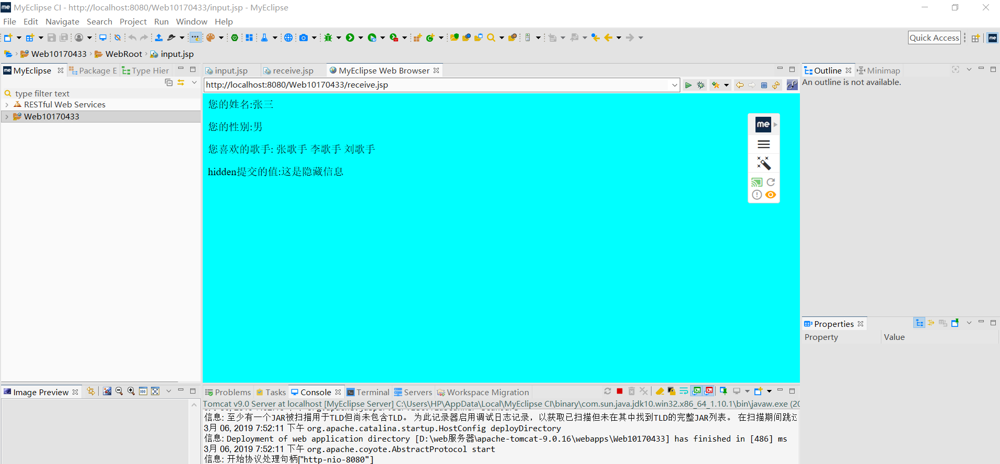 MyEclipse CI - http://localhost:8080/Web10170433/input.jsp - MyEclipse
File Edit Navigate Search Project Run Window Help
Quick Access
me
Web10170433 WebRoot input.jsp
me MyEclipse Package E Type Hier
type filter text
RESTful Web Services
Web10170433
input.jsp receive.jsp MyEclipse Web Browser
http://localhost:8080/Web10170433/receive.jsp
您的姓名:张三
您的性别:男
您喜欢的歌手: 张歌手 李歌手 刘歌手
hidden提交的值:这是隐藏信息
me
Outline Minimap
An outline is not available.
Properties
Property Value
Image Preview
Problems Tasks Console Terminal Servers Workspace Migration
Tomcat v9.0 Server at localhost [MyEclipse Server] C:\Users\HP\AppData\Local\MyEclipse CI\binary\com.sun.java.jdk10.win32.x86_64_1.10.1\bin\javaw.exe (20
信息: 至少有一个JAR被扫描用于TLD但尚未包含TLD。 为此记录器启用调试日志记录，以获取已扫描但未在其中找到TLD的完整JAR列表。 在扫描期间跳过
3月 06, 2019 7:52:11 下午 org.apache.catalina.startup.HostConfig deployDirectory
信息: Deployment of web application directory [D:\web服务器\apache-tomcat-9.0.16\webapps\Web10170433] has finished in [486] ms
3月 06, 2019 7:52:11 下午 org.apache.coyote.AbstractProtocol start
信息: 开始协议处理句柄["http-nio-8080"]